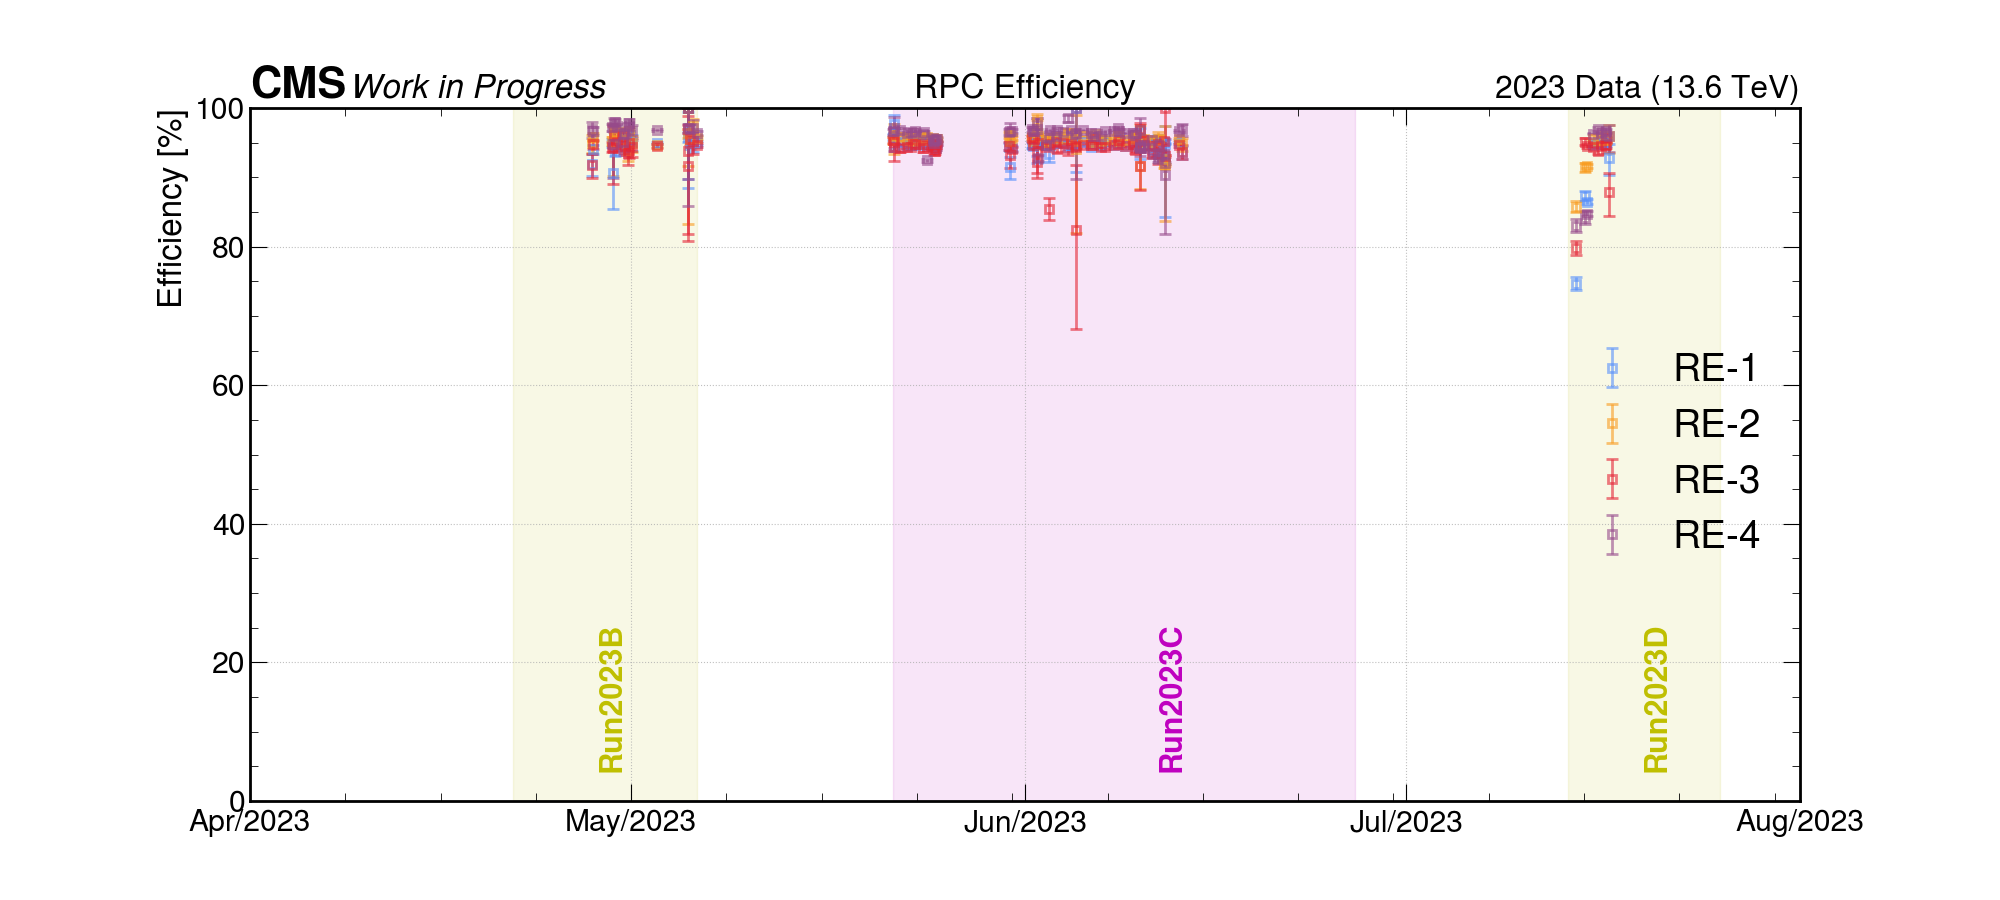 CMS Work in Progress RPC Efficiency 2023 Data (13.6 TeV)
Efficiency [%]
100
80
60
40
20
0
RE-1
RE-2
RE-3
RE-4
Run2023B
Run2023C
Run2023D
Apr/2023 May/2023 Jun/2023 Jul/2023 Aug/2023